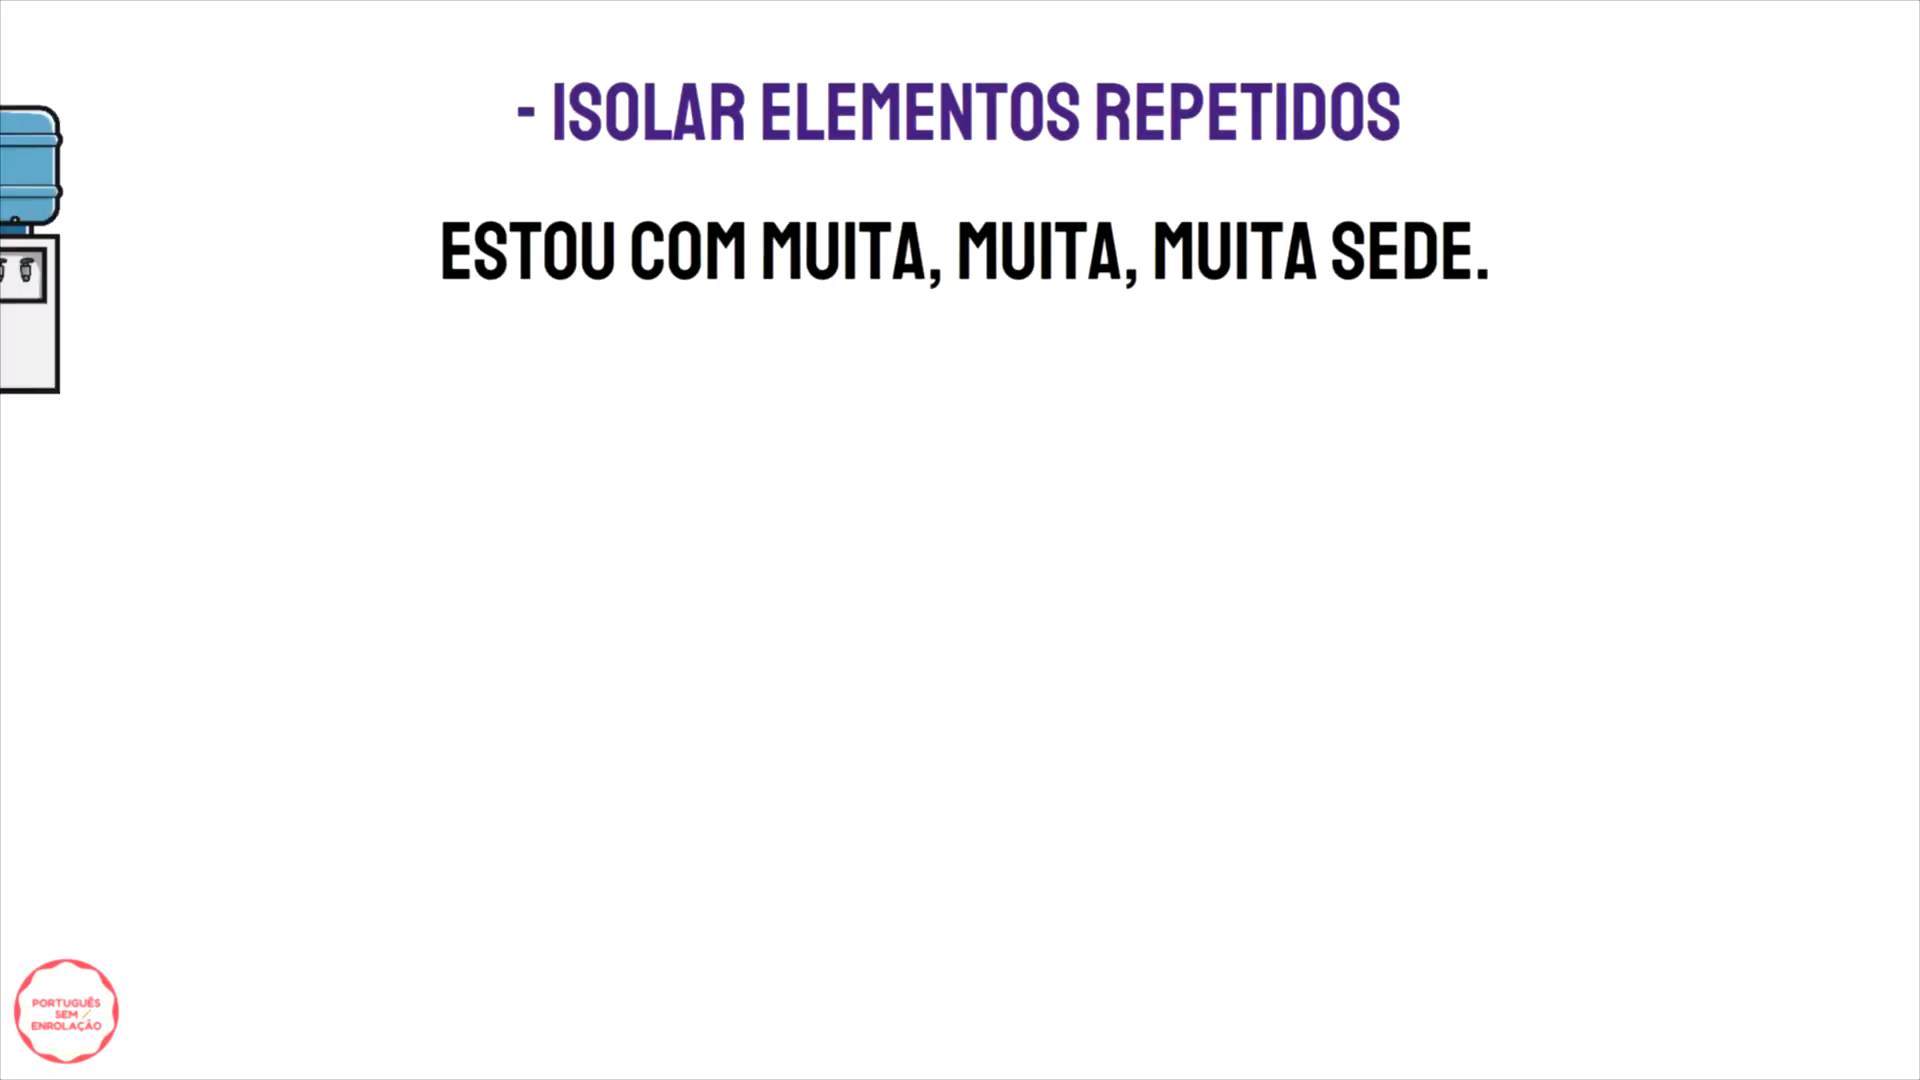 - ISOLAR ELEMENTOS REPETIDOS
ESTOU COM MUITA, MUITA, MUITA SEDE.
PORTUGUÊS
SEM
ENROLAÇÃO